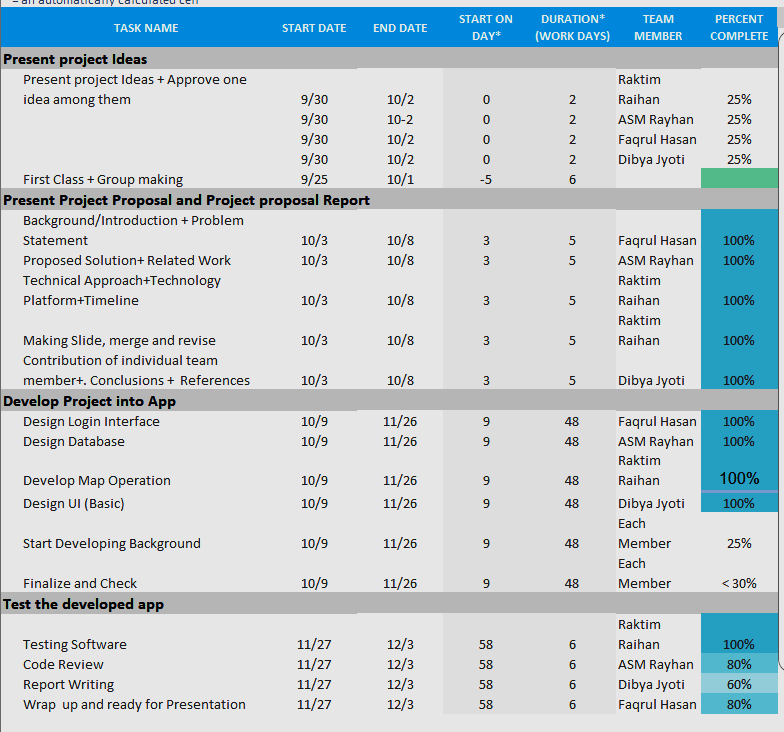 = an automatically calculated cell
TASK NAME START DATE END DATE START ON DAY* DURATION* (WORK DAYS) TEAM MEMBER PERCENT COMPLETE
Present project Ideas
Present project Ideas + Approve one Raktim
idea among them 9/30 10/2 0 2 Raihan 25%
9/30 10-2 0 2 ASM Rayhan 25%
9/30 10/2 0 2 Faqrul Hasan 25%
9/30 10/2 0 2 Dibya Jyoti 25%
First Class + Group making 9/25 10/1 -5 6
Present Project Proposal and Project proposal Report
Background/Introduction + Problem
Statement 10/3 10/8 3 5 Faqrul Hasan 100%
Proposed Solution+ Related Work 10/3 10/8 3 5 ASM Rayhan 100%
Technical Approach+Technology Raktim
Platform+Timeline 10/3 10/8 3 5 Raihan 100%
Raktim
Making Slide, merge and revise 10/3 10/8 3 5 Raihan 100%
Contribution of individual team
member+. Conclusions + References 10/3 10/8 3 5 Dibya Jyoti 100%
Develop Project into App
Design Login Interface 10/9 11/26 9 48 Faqrul Hasan 100%
Design Database 10/9 11/26 9 48 ASM Rayhan 100%
Raktim
Develop Map Operation 10/9 11/26 9 48 Raihan 100%
Design UI (Basic) 10/9 11/26 9 48 Dibya Jyoti 100%
Each
Start Developing Background 10/9 11/26 9 48 Member 25%
Each
Finalize and Check 10/9 11/26 9 48 Member <30%
Test the developed app
Raktim
Testing Software 11/27 12/3 58 6 Raihan 100%
Code Review 11/27 12/3 58 6 ASM Rayhan 80%
Report Writing 11/27 12/3 58 6 Dibya Jyoti 60%
Wrap up and ready for Presentation 11/27 12/3 58 6 Faqrul Hasan 80%